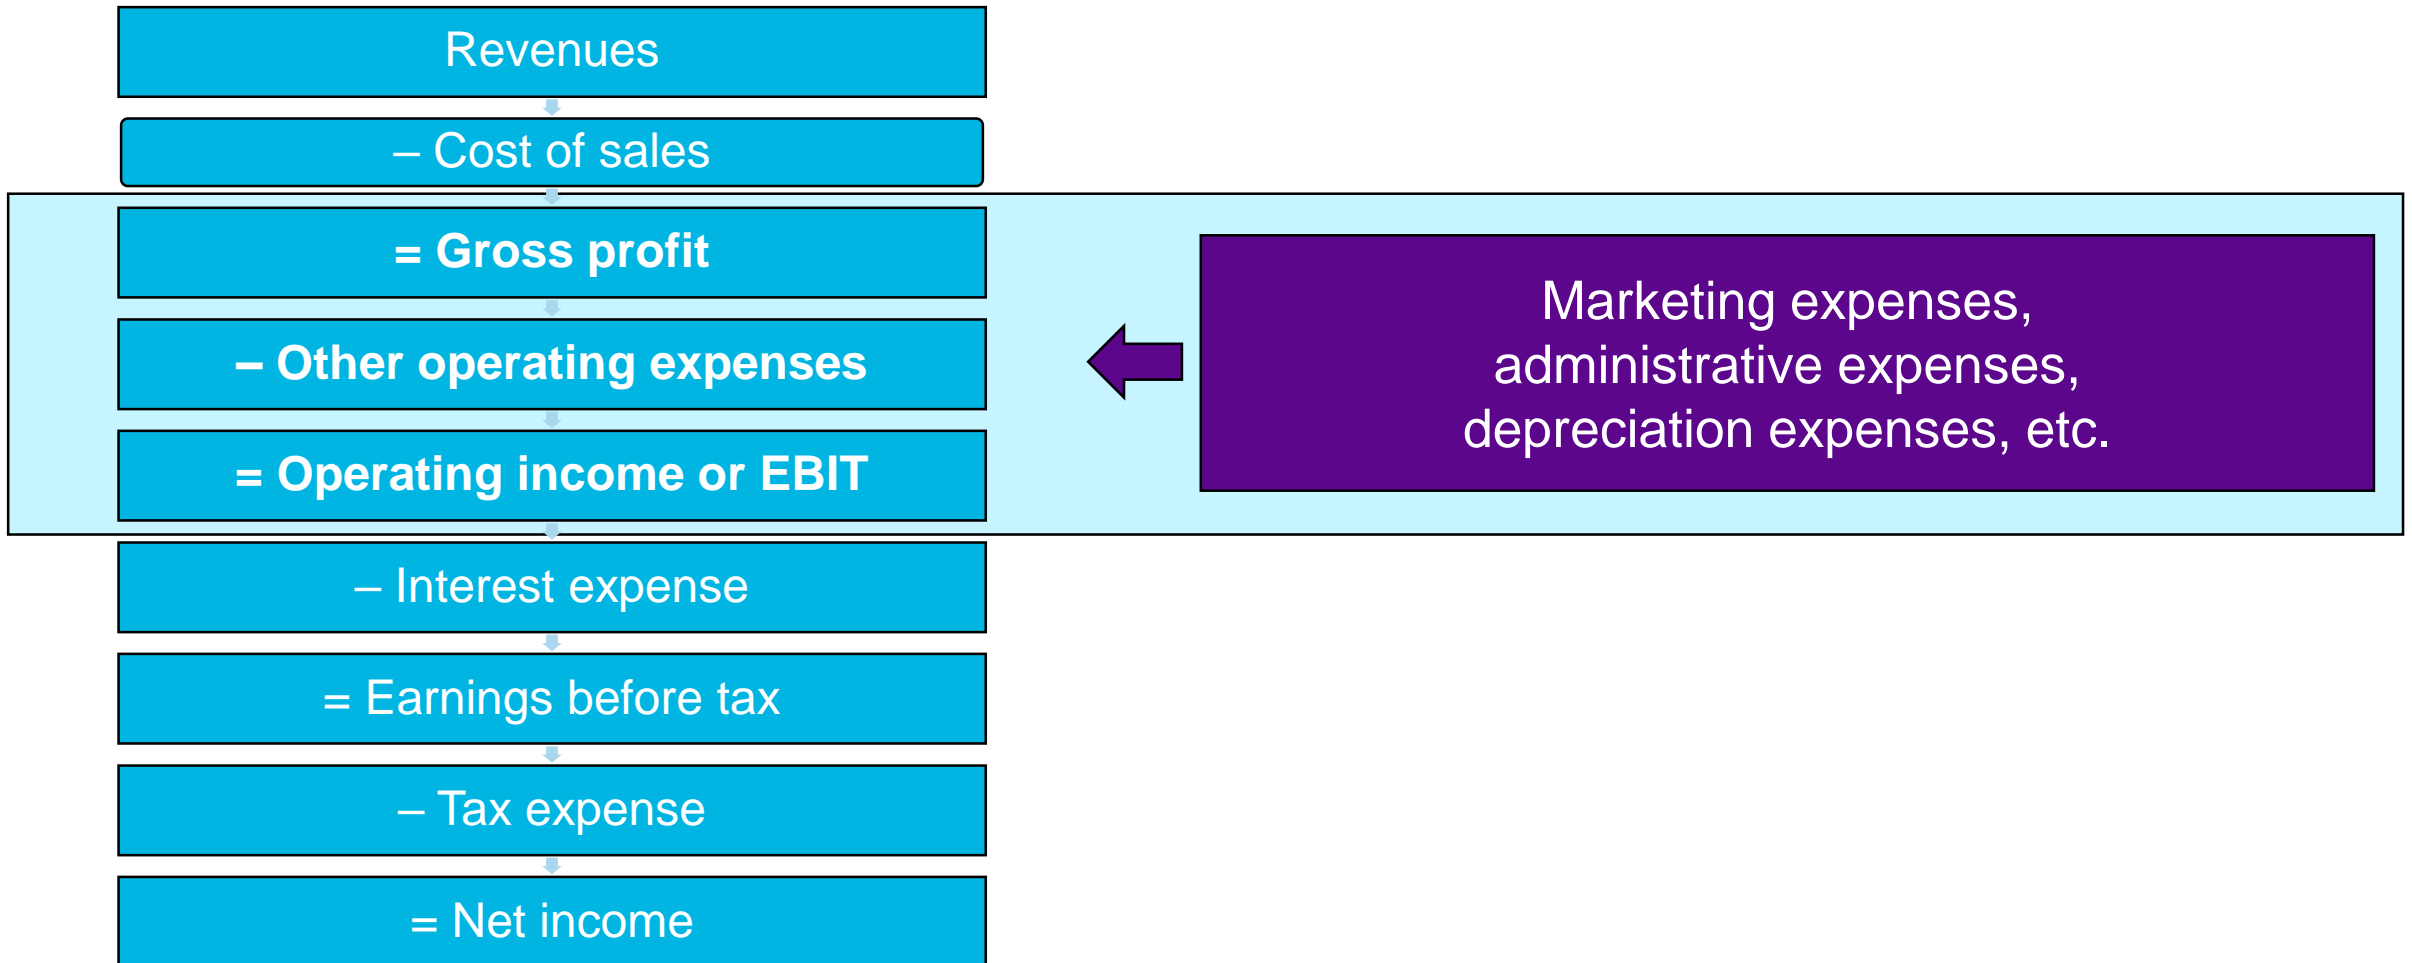 Revenues
– Cost of sales
= Gross profit
– Other operating expenses
= Operating income or EBIT
– Interest expense
= Earnings before tax
– Tax expense
= Net income
Marketing expenses,
administrative expenses,
depreciation expenses, etc.